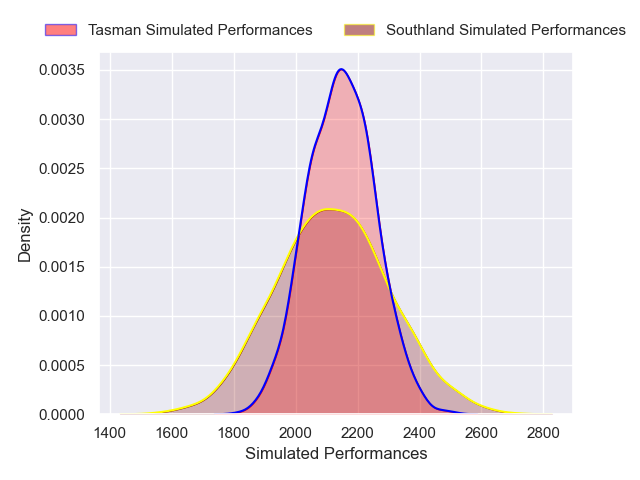 Tasman Simulated Performances
Southland Simulated Performances
0.0035
0.0030
0.0025
0.0020
0.0015
0.0010
0.0005
0.0000
Density
1400 1600 1800 2000 2200 2400 2600 2800
Simulated Performances